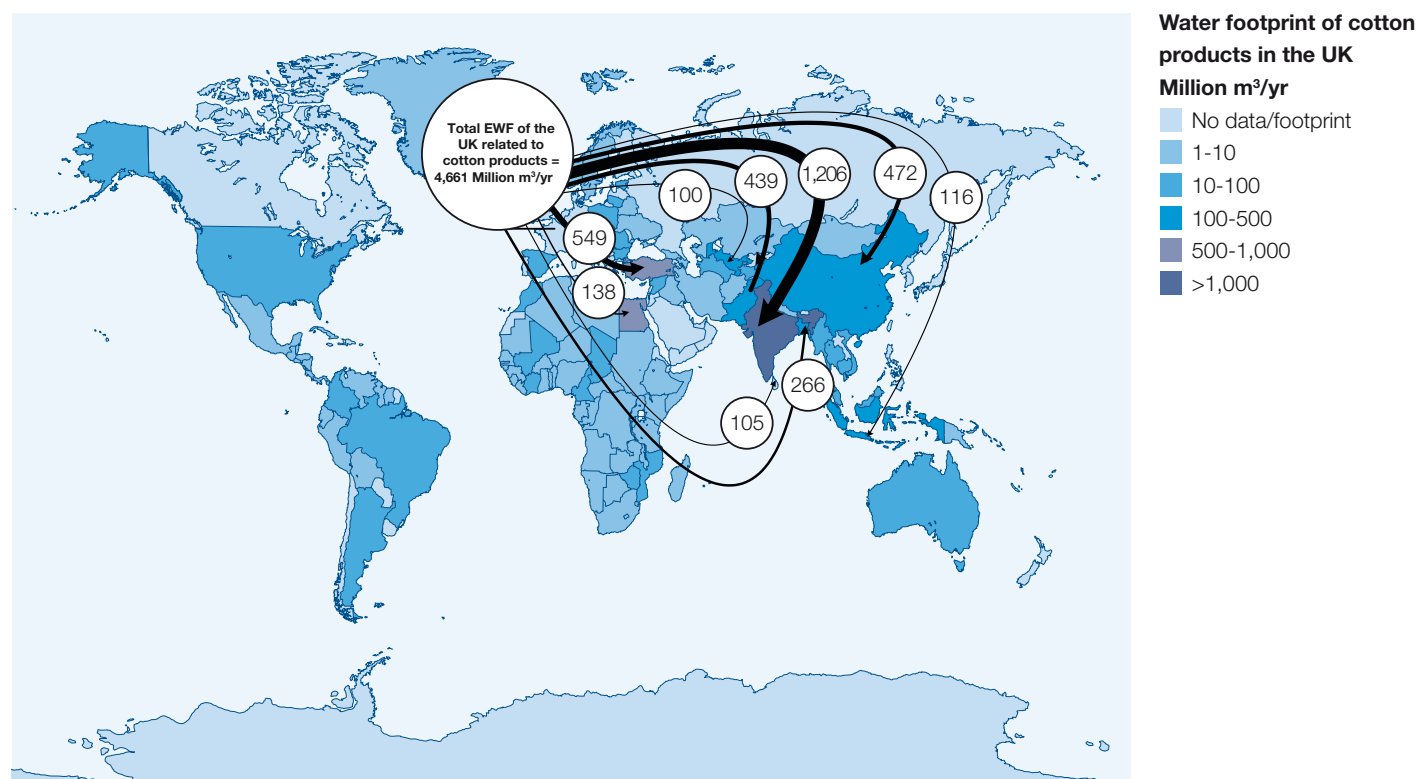 Water footprint of cotton
products in the UK
Million m³/yr
No data/footprint
1-10
10-100
100-500
500-1,000
>1,000
Total EWF of the
UK related to
cotton products =
4,661 Million m³/yr
100
439
1,206
472
116
549
138
266
105